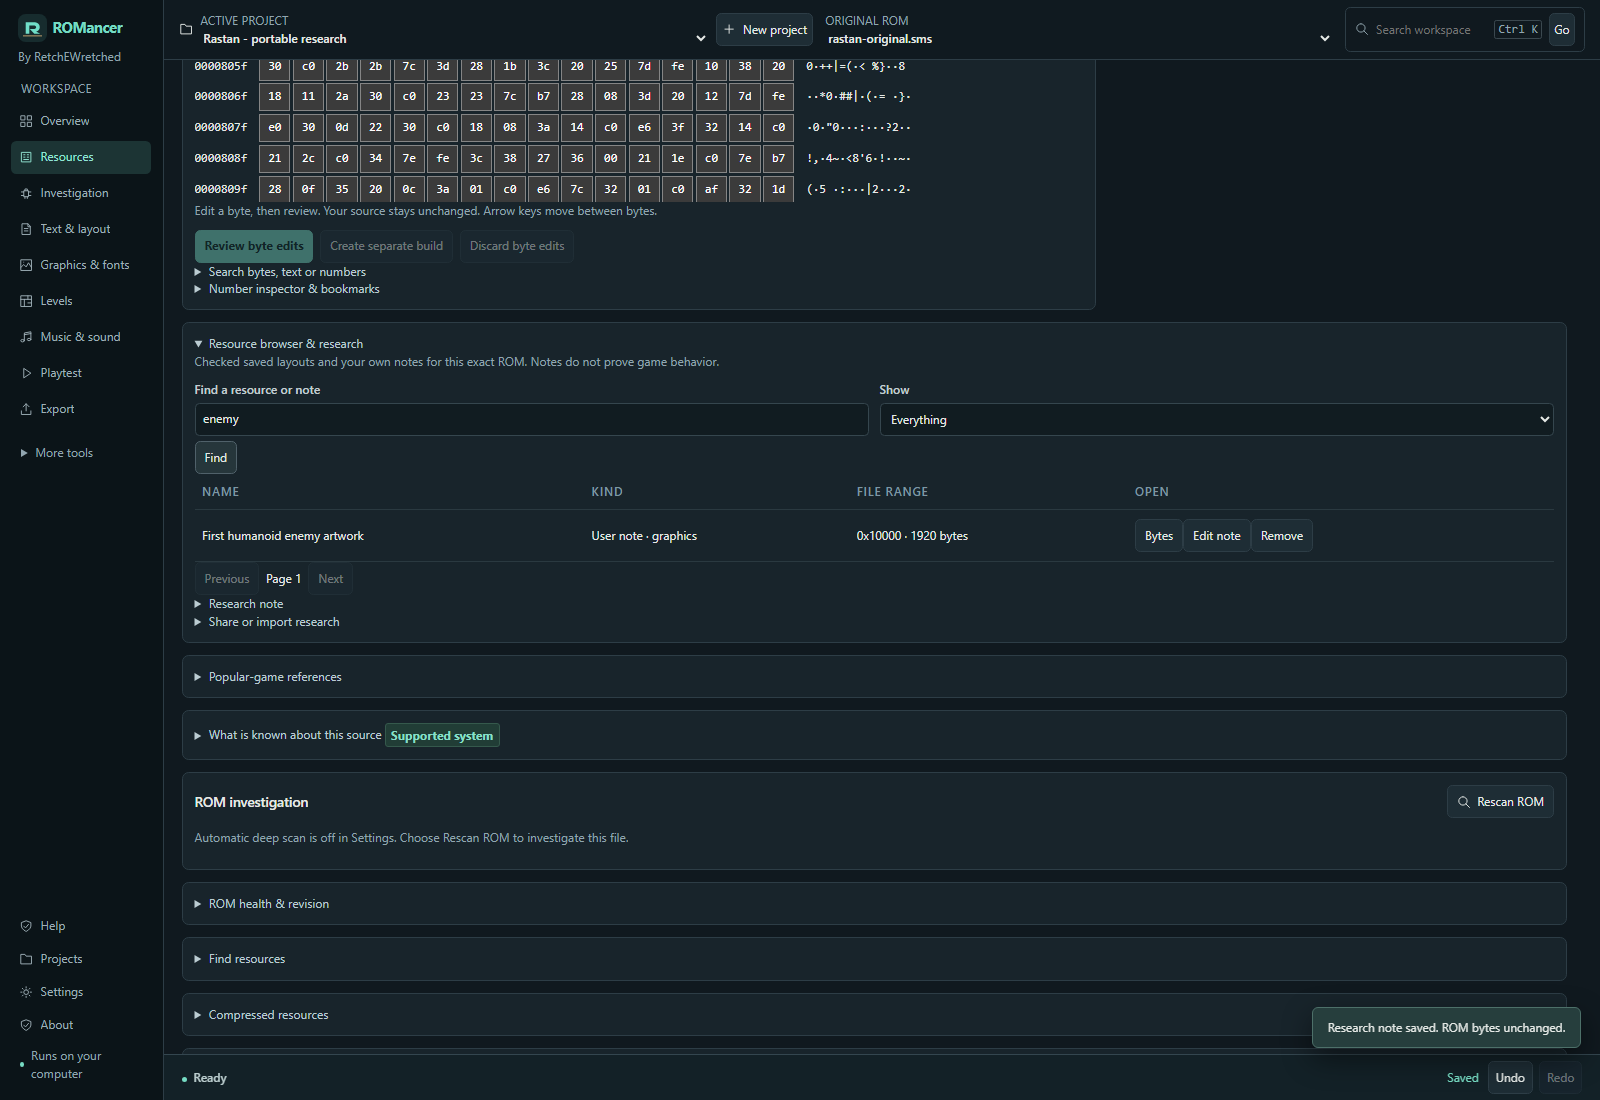 ROMancer
By RetchEWretched
WORKSPACE
Overview
Resources
Investigation
Text & layout
Graphics & fonts
Levels
Music & sound
Playtest
Export
More tools
Help
Projects
Settings
About
Runs on your
computer
ACTIVE PROJECT
Rastan - portable research
New project
ORIGINAL ROM
rastan-original.sms
Search workspace
Ctrl K
Go
0000805f 30 c0 2b 2b 7c 3d 28 1b 3c 20 25 7d fe 10 38 20 0·++|=(·< %}··8
0000806f 18 11 2a 30 c0 23 23 7c b7 28 08 3d 20 12 7d fe ··*0·##|·(·= ·}·
0000807f e0 30 0d 22 30 c0 18 08 3a 14 c0 e6 3f 32 14 c0 ·0·"0···:···?2··
0000808f 21 2c c0 34 7e fe 3c 38 27 36 00 21 1e c0 7e b7 !,·4~·<8'6·!··~·
0000809f 28 0f 35 20 0c 3a 01 c0 e6 7c 32 01 c0 af 32 1d (·5 ·:···|2···2·
Edit a byte, then review. Your source stays unchanged. Arrow keys move between bytes.
Review byte edits
Create separate build
Discard byte edits
Search bytes, text or numbers
Number inspector & bookmarks
Resource browser & research
Checked saved layouts and your own notes for this exact ROM. Notes do not prove game behavior.
Find a resource or note
Show
enemy
Everything
Find
NAME KIND FILE RANGE OPEN
First humanoid enemy artwork User note · graphics 0x10000 · 1920 bytes Bytes Edit note Remove
Previous Page 1 Next
Research note
Share or import research
Popular-game references
What is known about this source Supported system
ROM investigation
Rescan ROM
Automatic deep scan is off in Settings. Choose Rescan ROM to investigate this file.
ROM health & revision
Find resources
Compressed resources
Research note saved. ROM bytes unchanged.
Ready
Saved
Undo
Redo